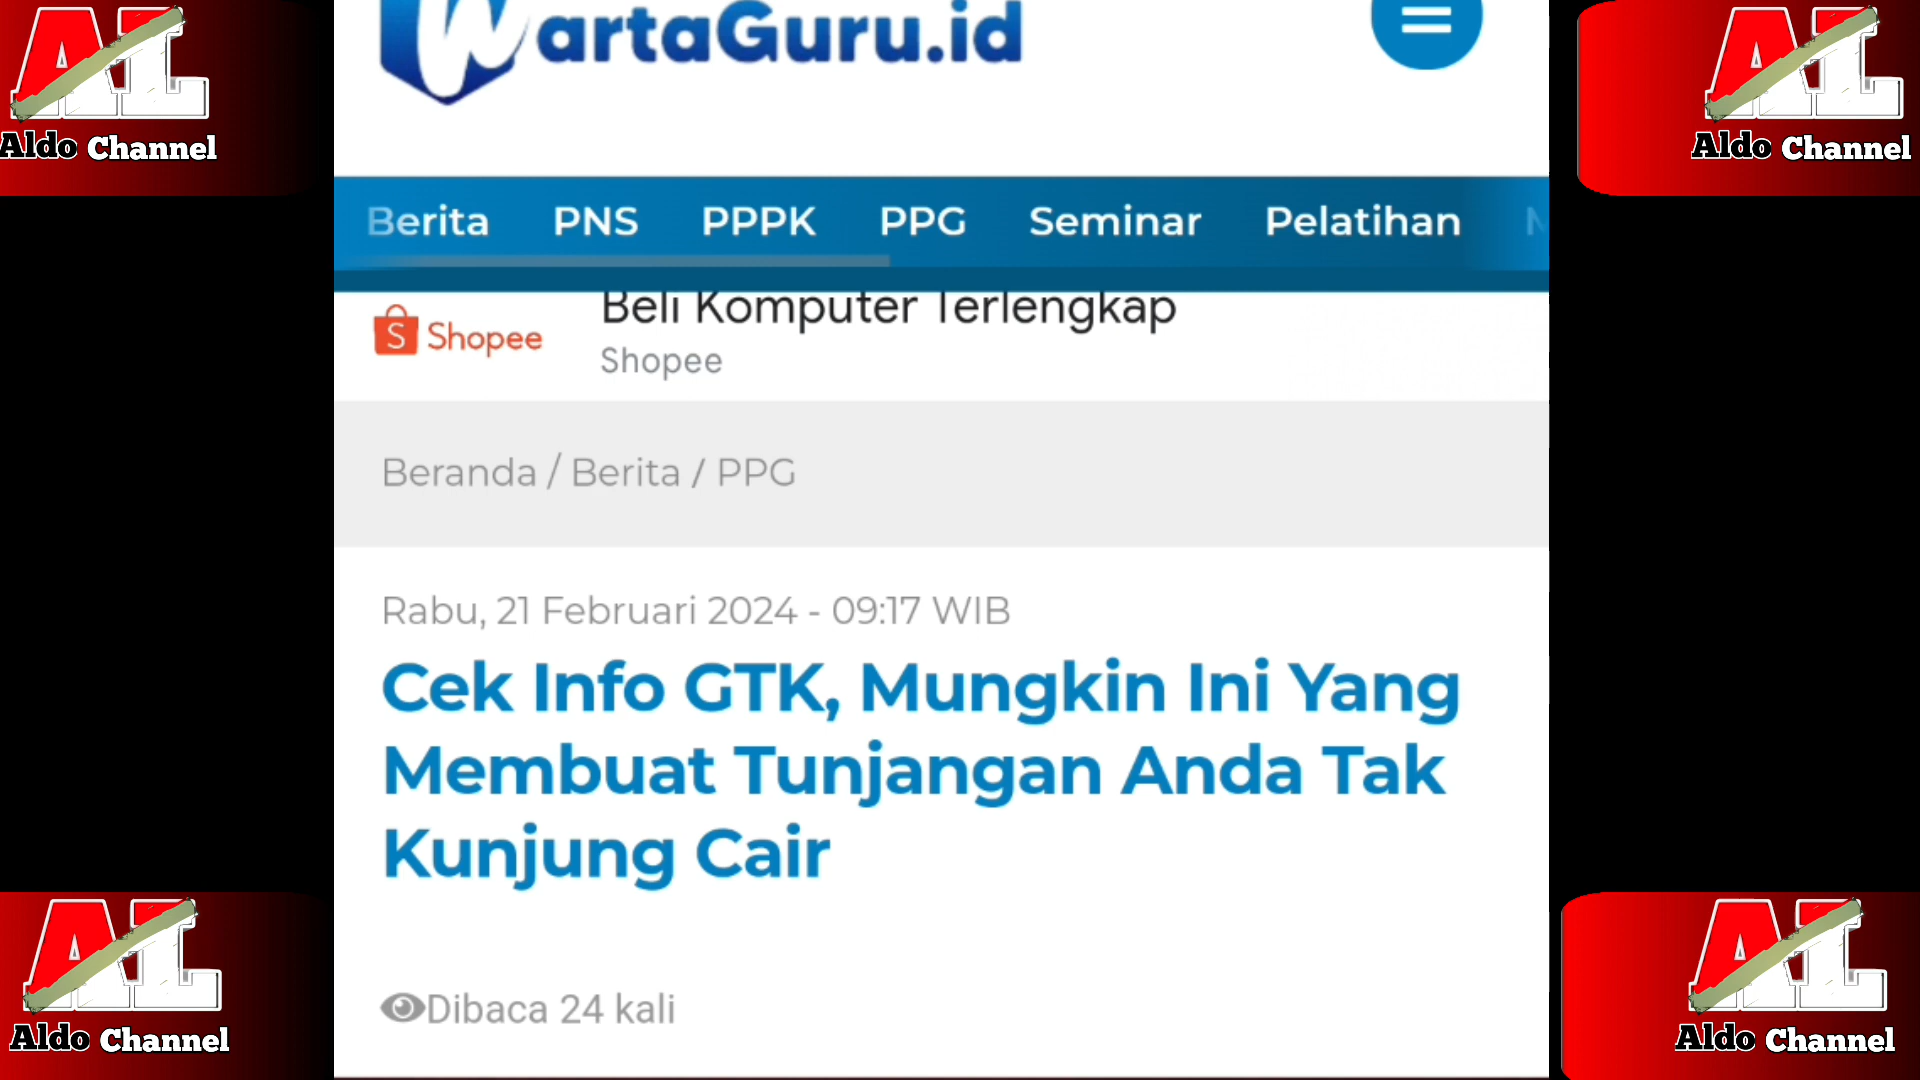 AL
Aldo Channel
WartaGuru.id
AL
Aldo Channel
Berita PNS PPPK PPG Seminar Pelatihan
Shopee
Beli Komputer Terlengkap
Shopee
Beranda / Berita / PPG
Rabu, 21 Februari 2024 - 09:17 WIB
Cek Info GTK, Mungkin Ini Yang
Membuat Tunjangan Anda Tak
Kunjung Cair
Dibaca 24 kali
AL
Aldo Channel
AL
Aldo Channel